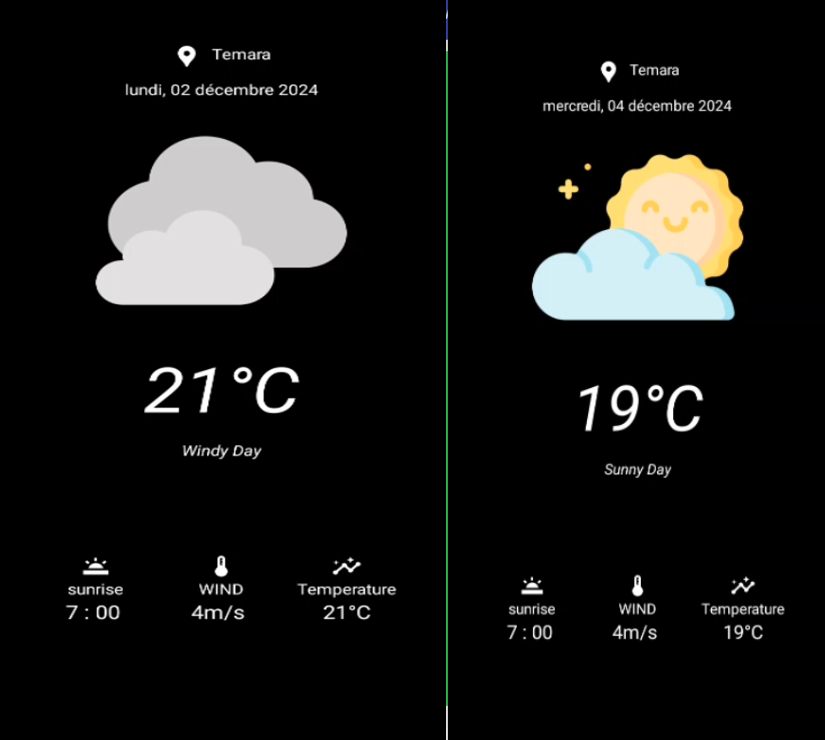 Temara
lundi, 02 décembre 2024
21°C
Windy Day
sunrise
7 : 00
WIND
4m/s
Temperature
21°C
Temara
mercredi, 04 décembre 2024
19°C
Sunny Day
sunrise
7 : 00
WIND
4m/s
Temperature
19°C